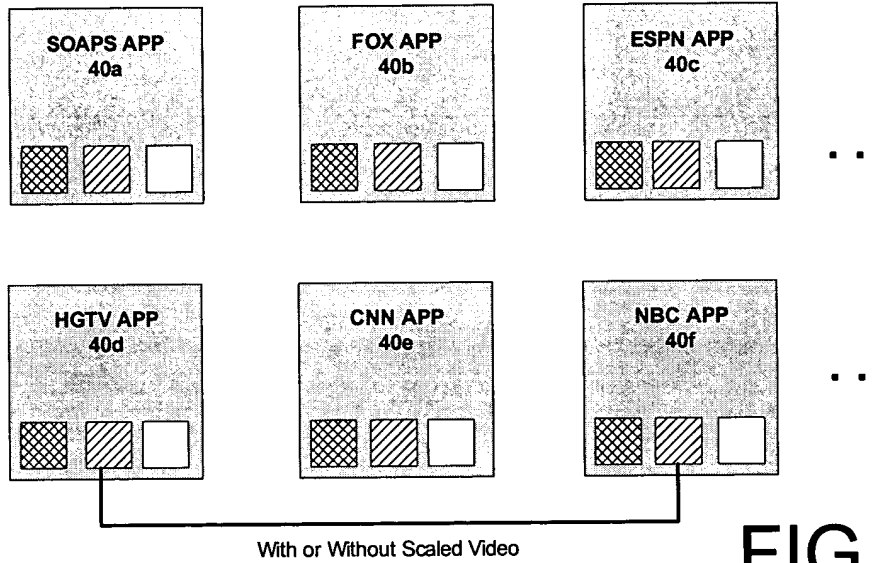 SOAPS APP
40a
FOX APP
40b
ESPN APP
40c
. .
HGTV APP
40d
CNN APP
40e
NBC APP
40f
. .
With or Without Scaled Video
FIG